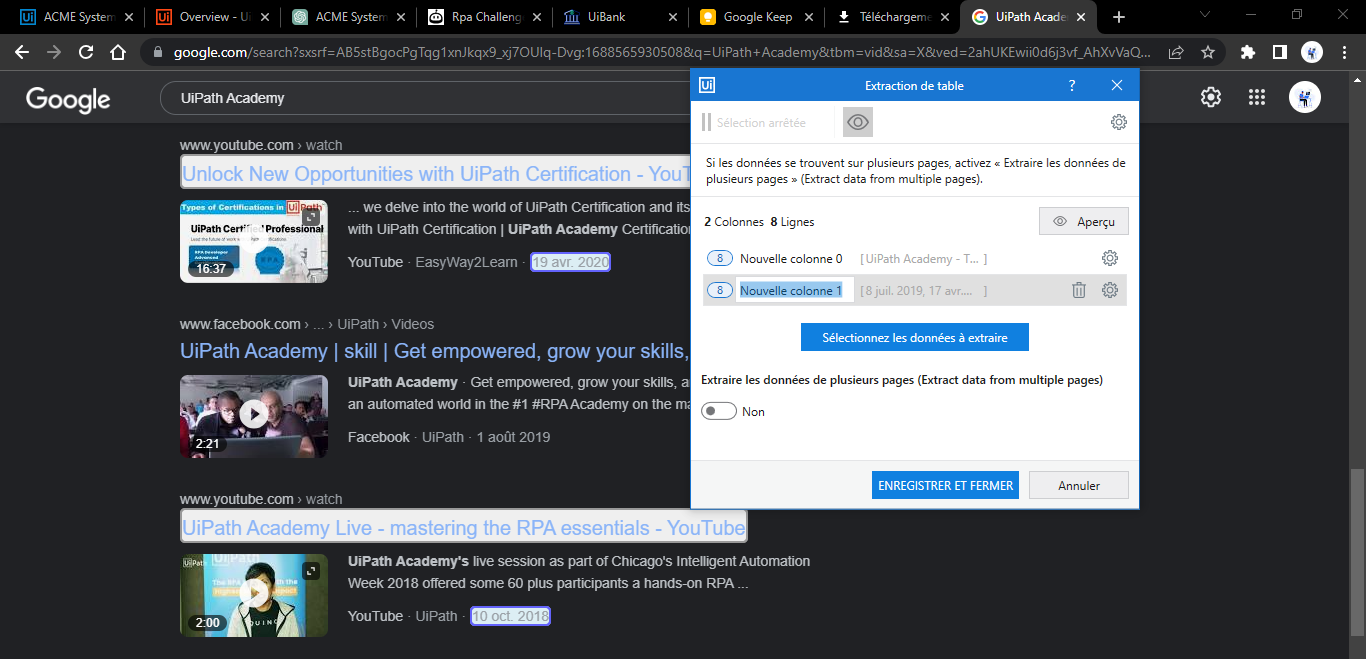 ACME System
Overview - Ui
ACME System
Rpa Challeng
UiBank
Google Keep
Téléchargeme
UiPath Acade
google.com/search?sxsrf=AB5stBgocPgTqg1xnJkqx9_xj7OUlq-Dvg:1688565930508&q=UiPath+Academy&tbm=vid&sa=X&ved=2ahUKEwii0d6j3vf_AhXvVaQ...
Google
UiPath Academy
www.youtube.com › watch
Unlock New Opportunities with UiPath Certification - YouT
Types of Certifications in UiPath
UiPath Certified Professional
16:37
... we delve into the world of UiPath Certification and its
with UiPath Certification | UiPath Academy Certification
YouTube · EasyWay2Learn · 19 avr. 2020
www.facebook.com › ... › UiPath › Videos
UiPath Academy | skill | Get empowered, grow your skills,
2:21
UiPath Academy · Get empowered, grow your skills, a
an automated world in the #1 #RPA Academy on the ma
Facebook · UiPath · 1 août 2019
www.youtube.com › watch
UiPath Academy Live - mastering the RPA essentials - YouTube
2:00
UiPath Academy's live session as part of Chicago's Intelligent Automation
Week 2018 offered some 60 plus participants a hands-on RPA ...
YouTube · UiPath · 10 oct. 2018
Ui
Extraction de table
?
Sélection arrêtée
Si les données se trouvent sur plusieurs pages, activez « Extraire les données de
plusieurs pages » (Extract data from multiple pages).
2 Colonnes 8 Lignes
Aperçu
8 Nouvelle colonne 0 [ UiPath Academy - T... ]
8 Nouvelle colonne 1 [ 8 juil. 2019, 17 avr.... ]
Sélectionnez les données à extraire
Extraire les données de plusieurs pages (Extract data from multiple pages)
Non
ENREGISTRER ET FERMER
Annuler